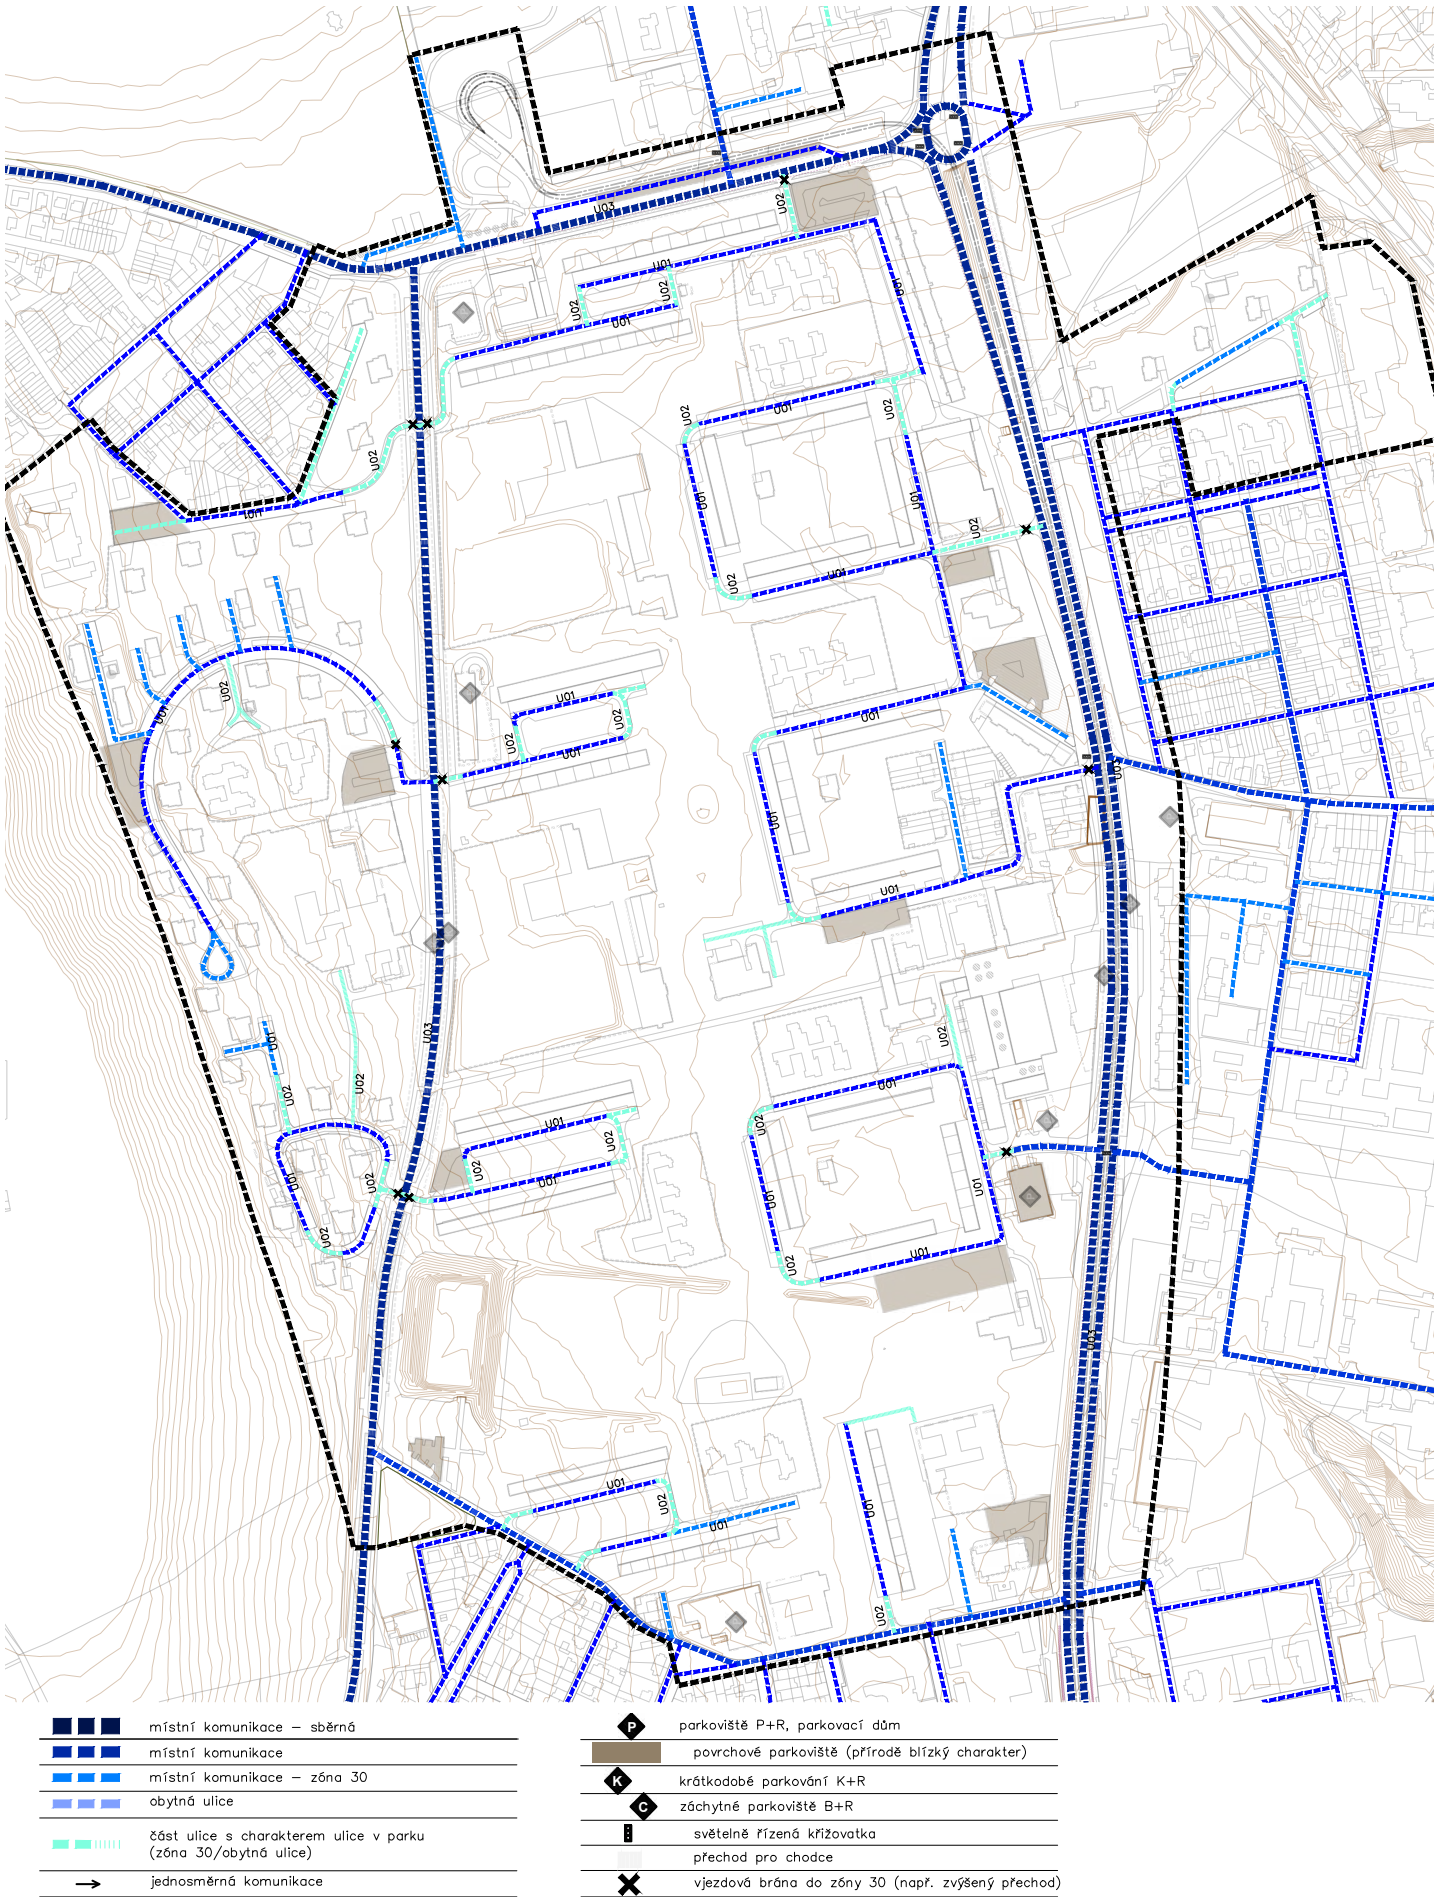 U02
U03
U01
U02
U02
U01
U01
U02
U01
U02
U02
U01
U02
U01
U01
U02
U01
U02
U01
U02
U01
U01
U02
U02
U01
U01
U02
U03
U01
U01
U02
U03
U01
U02
U02
U01
U02
U01
U02
U02
U01
U02
U01
U01
U01
U01
U02
U02
U01
U03
U01
U02
U01
U01
U02
místní komunikace – sběrná
místní komunikace
místní komunikace – zóna 30
obytná ulice
část ulice s charakterem ulice v parku
(zóna 30/obytná ulice)
jednosměrná komunikace
P parkoviště P+R, parkovací dům
povrchové parkoviště (přírodě blízký charakter)
K krátkodobé parkování K+R
C záchytné parkoviště B+R
světelně řízená křižovatka
přechod pro chodce
vjezdová brána do zóny 30 (např. zvýšený přechod)